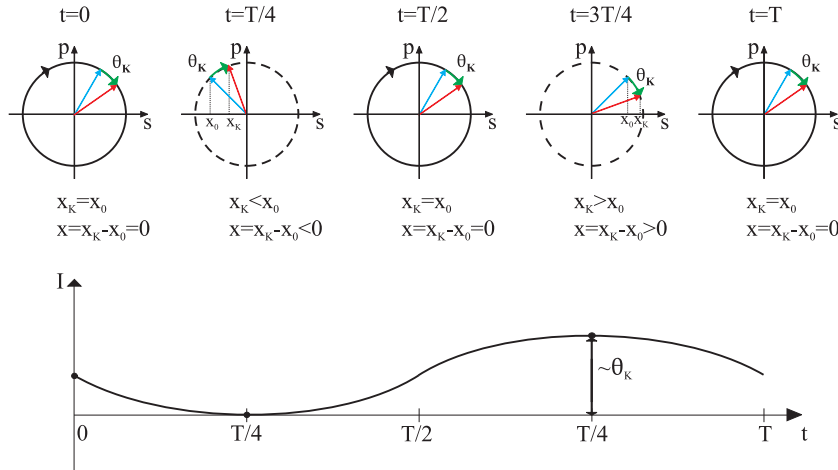 t=0 t=T/4 t=T/2 t=3T/4 t=T
p p p p p
θK θK θK θK θK
x₀ xK x₀ xK
s s s s s
xK=x₀ xK<x₀ xK=x₀ xK>x₀ xK=x₀
x=xK-x₀=0 x=xK-x₀<0 x=xK-x₀=0 x=xK-x₀>0 x=xK-x₀=0
I
~θK
0 T/4 T/2 T/4 T t